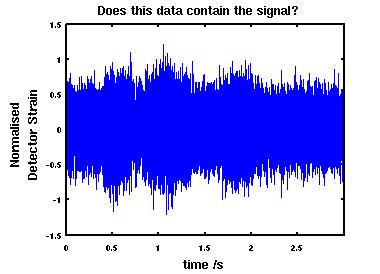 Does this data contain the signal?
1.5
1
0.5
0
-0.5
-1
-1.5
Normalised
Detector Strain
0 0.5 1 1.5 2 2.5
time /s